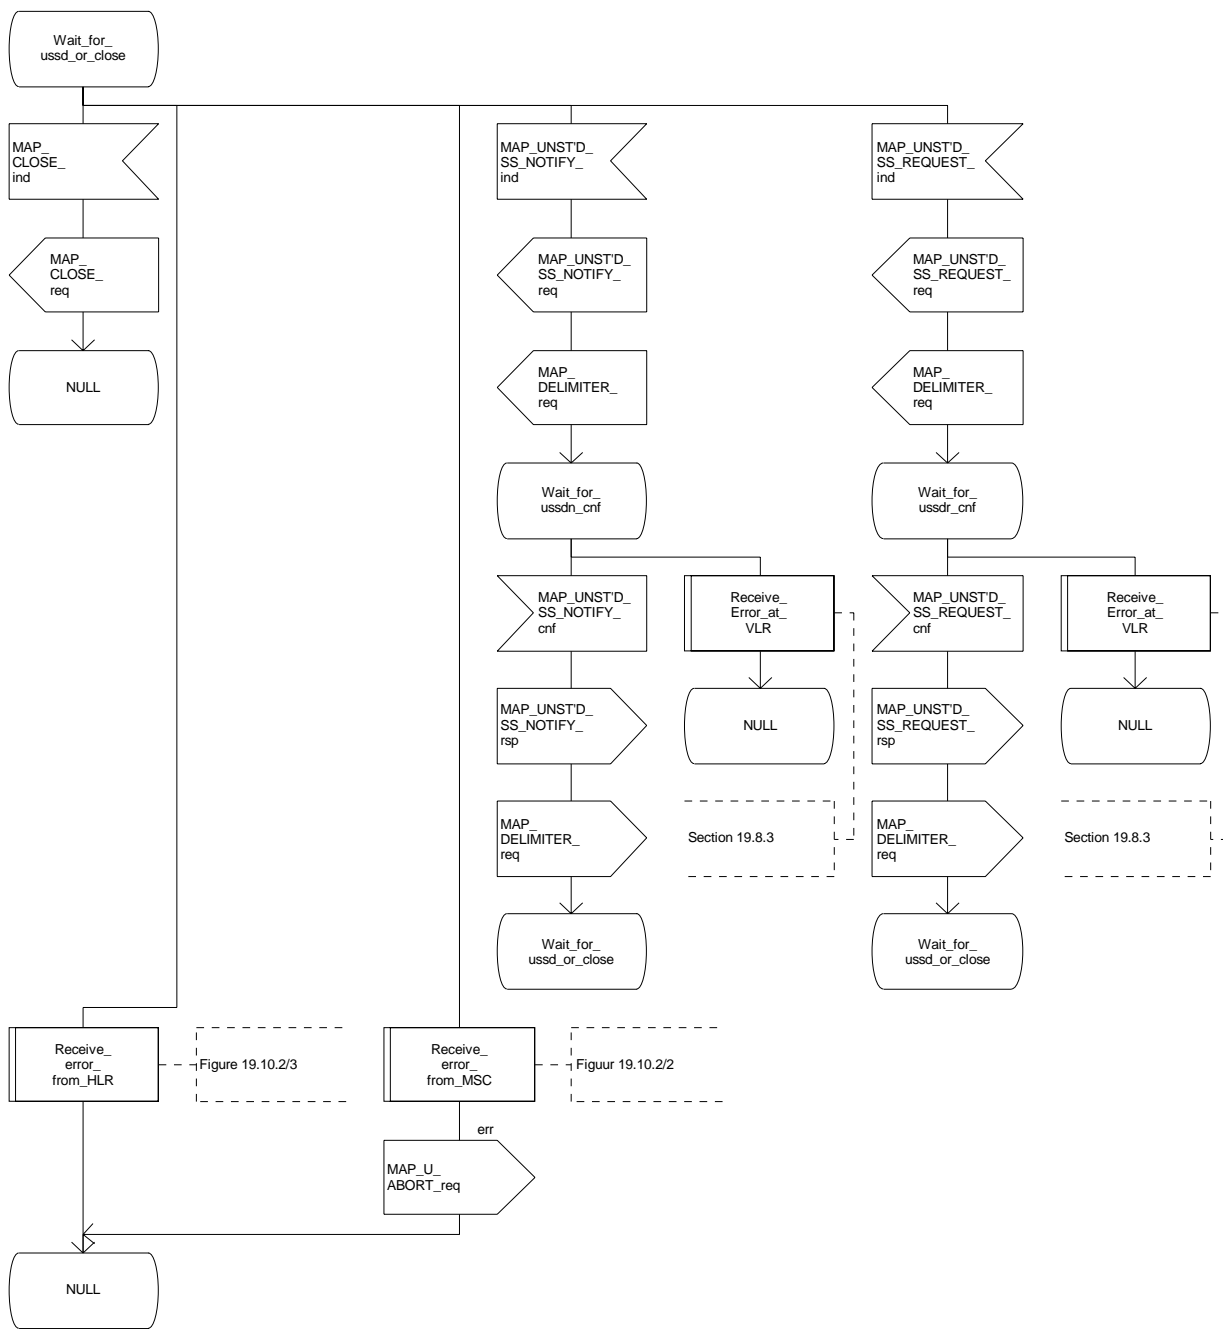 Wait_for_
ussd_or_close
MAP_
CLOSE_
ind
MAP_UNST'D_
SS_NOTIFY_
ind
MAP_UNST'D_
SS_REQUEST_
ind
MAP_
CLOSE_
req
MAP_UNST'D_
SS_NOTIFY_
req
MAP_UNST'D_
SS_REQUEST_
req
NULL
MAP_
DELIMITER_
req
MAP_
DELIMITER_
req
Wait_for_
ussdn_cnf
Wait_for_
ussdr_cnf
MAP_UNST'D_
SS_NOTIFY_
cnf
Receive_
Error_at_
VLR
MAP_UNST'D_
SS_REQUEST_
cnf
Receive_
Error_at_
VLR
MAP_UNST'D_
SS_NOTIFY_
rsp
NULL
MAP_UNST'D_
SS_REQUEST_
rsp
NULL
MAP_
DELIMITER_
req
Section 19.8.3
MAP_
DELIMITER_
req
Section 19.8.3
Wait_for_
ussd_or_close
Wait_for_
ussd_or_close
Receive_
error_
from_HLR
Figure 19.10.2/3
Receive_
error_
from_MSC
Figuur 19.10.2/2
err
MAP_U_
ABORT_req
NULL